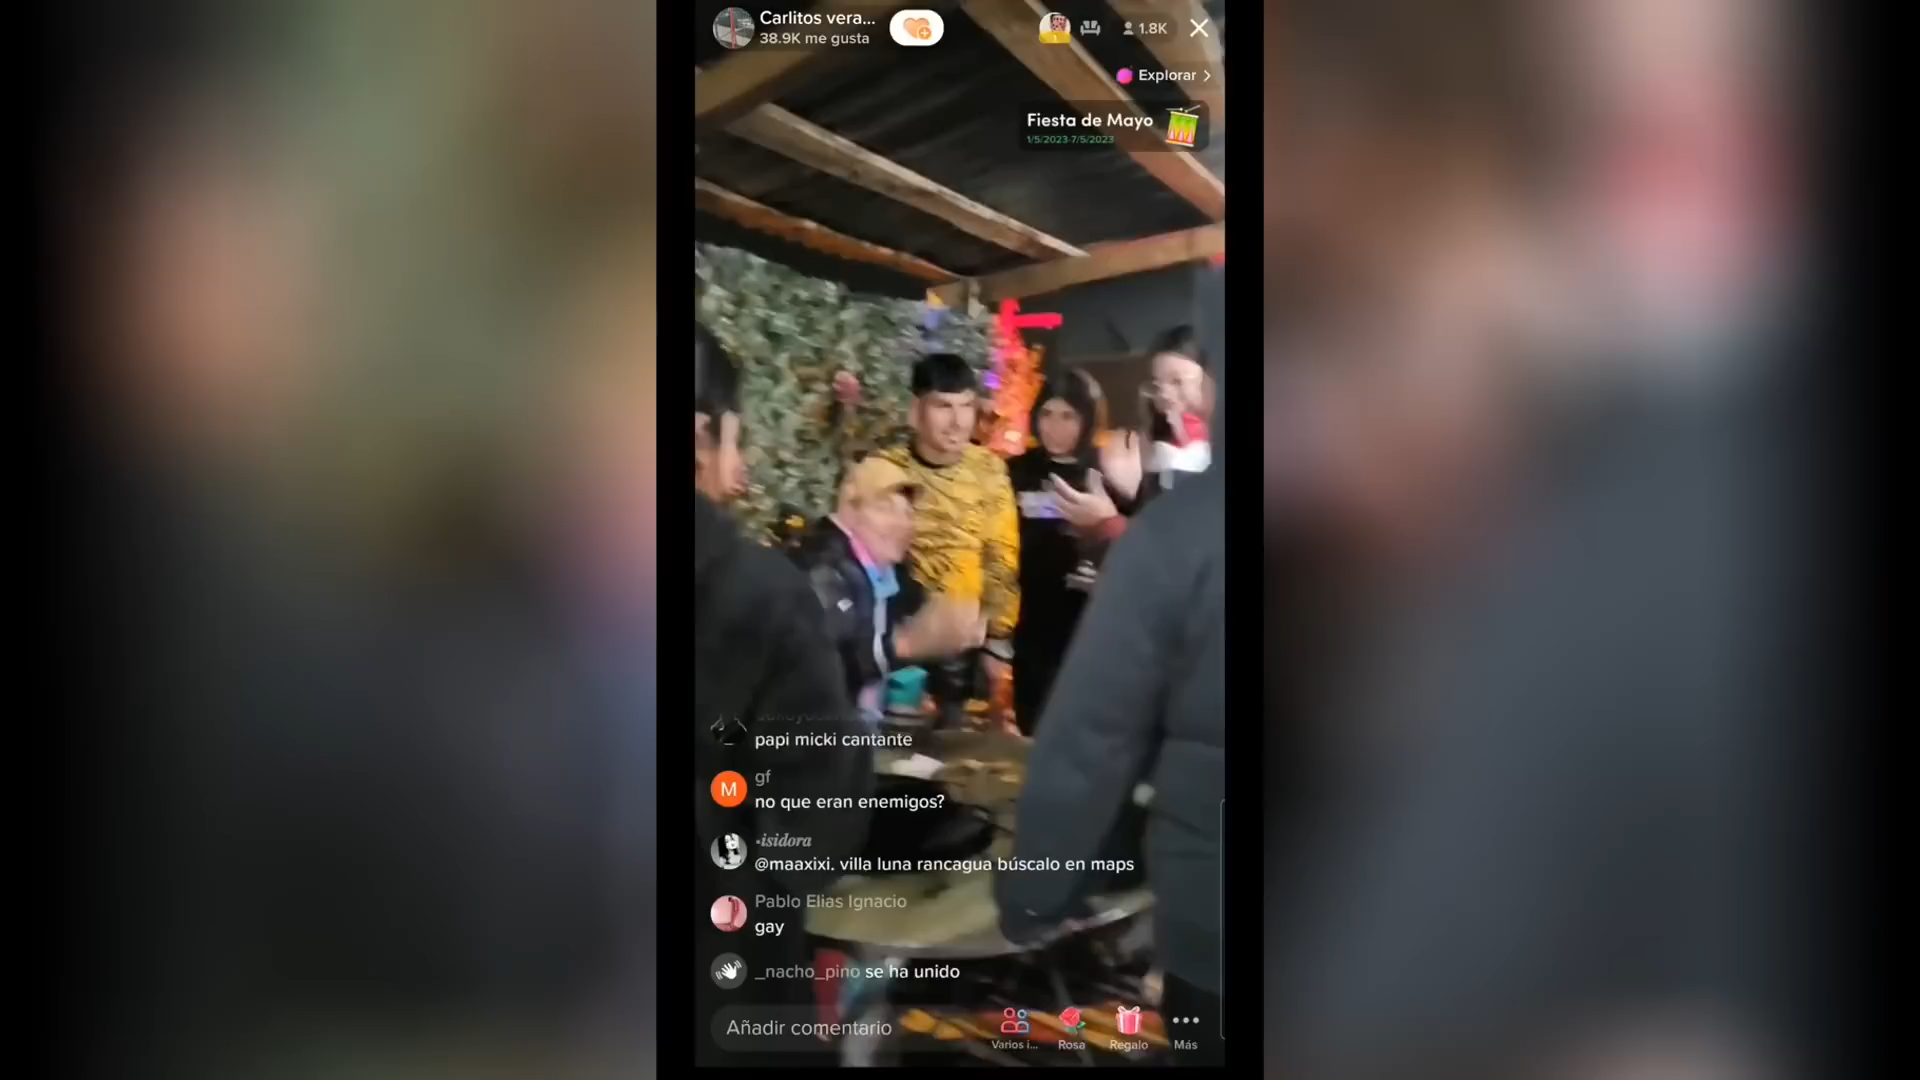 Carlitos vera...
38.9K me gusta
1.8K
Explorar
Fiesta de Mayo
1/5/2023-7/5/2023
papi micki cantante
M
gf
no que eran enemigos?
•isidora
@maaxixi. villa luna rancagua búscalo en maps
Pablo Elias Ignacio
gay
_nacho_pino se ha unido
Añadir comentario
Varios i...
Rosa
Regalo
Más